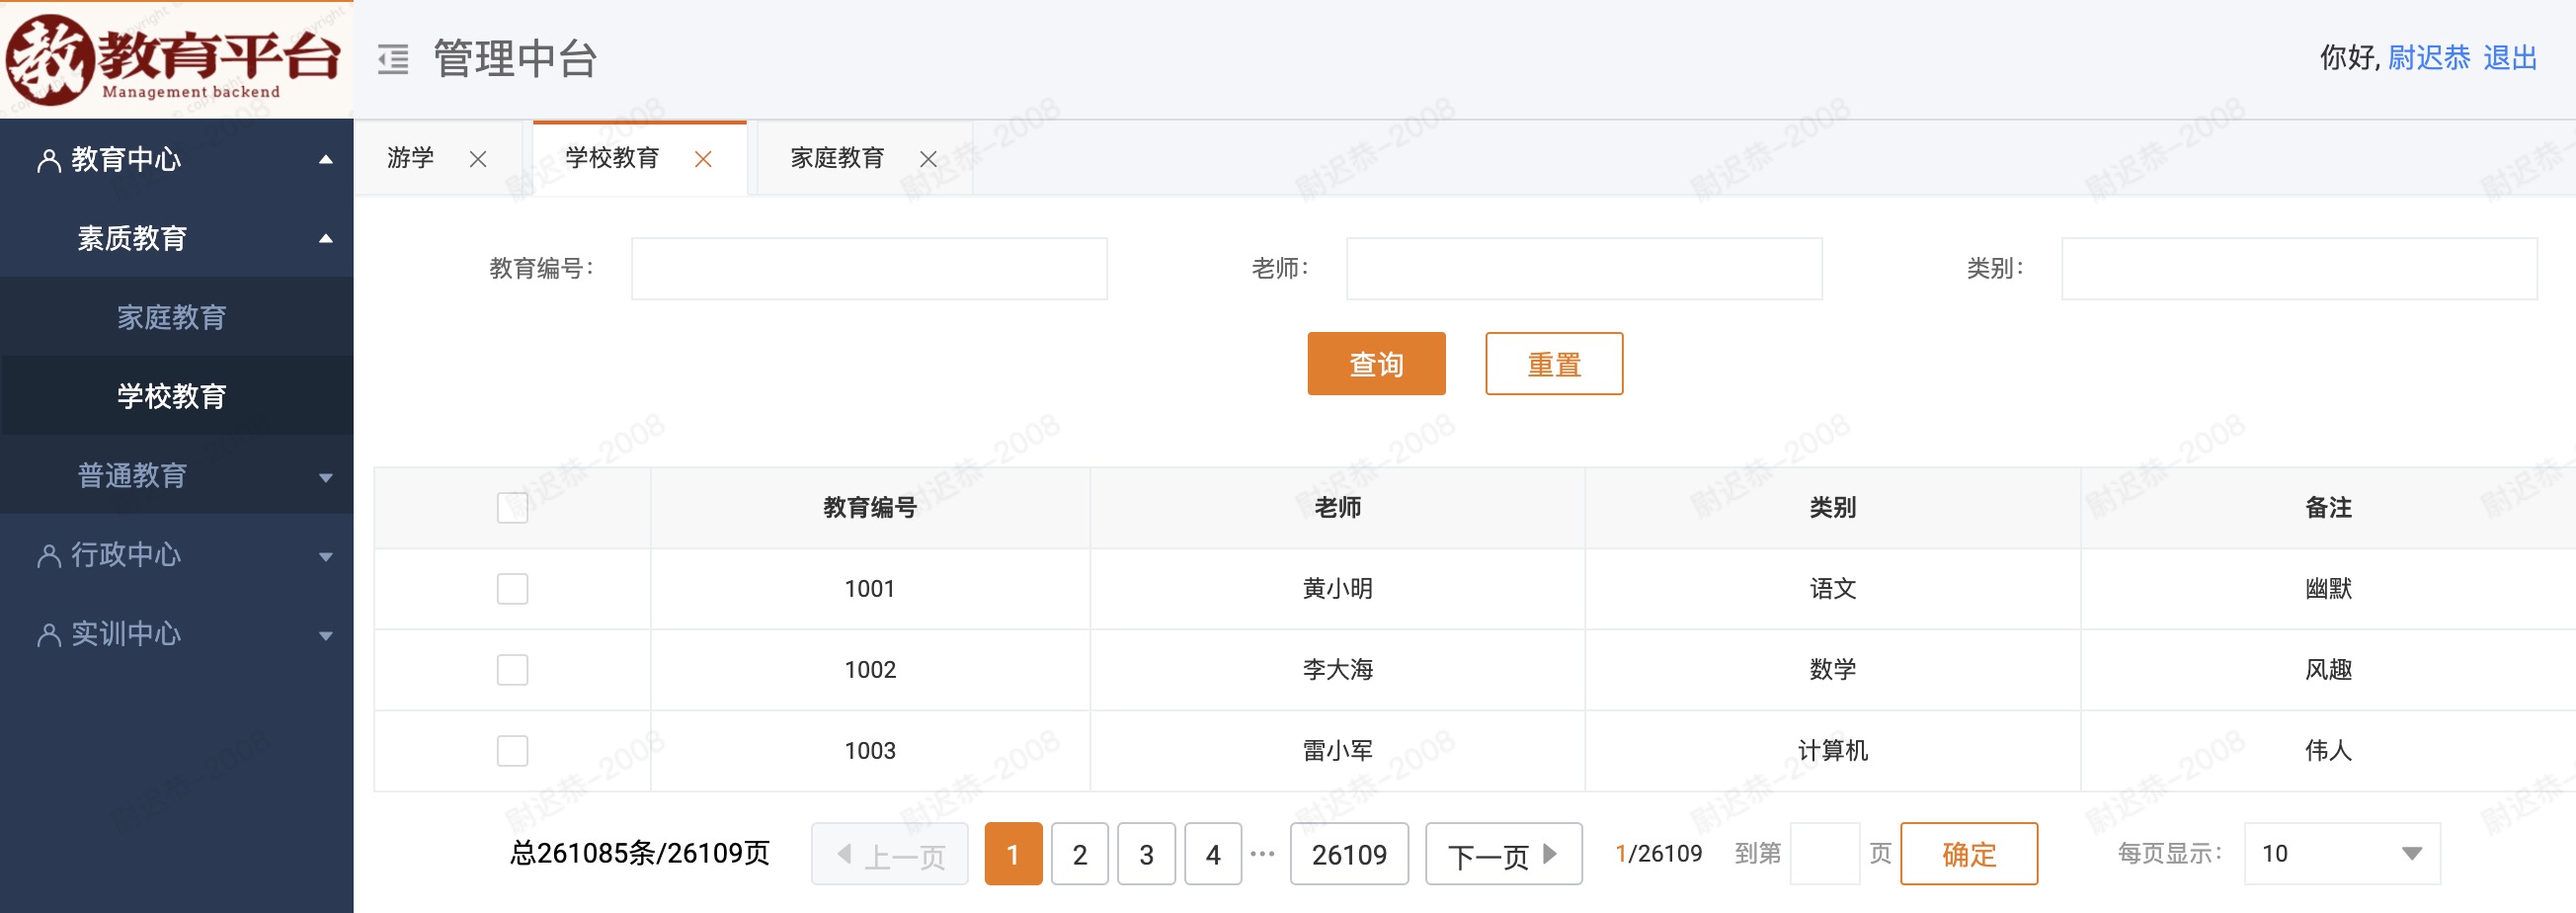 教 教育平台
Management backend
管理中台
你好, 尉迟恭 退出
教育中心
素质教育
家庭教育
学校教育
普通教育
行政中心
实训中心
游学
学校教育
家庭教育
教育编号：
老师：
类别：
查询
重置
教育编号 老师 类别 备注
1001 黄小明 语文 幽默
1002 李大海 数学 风趣
1003 雷小军 计算机 伟人
总261085条/26109页 上一页 1 2 3 4 ··· 26109 下一页 1/26109 到第 页 确定 每页显示： 10
尉迟恭-2008